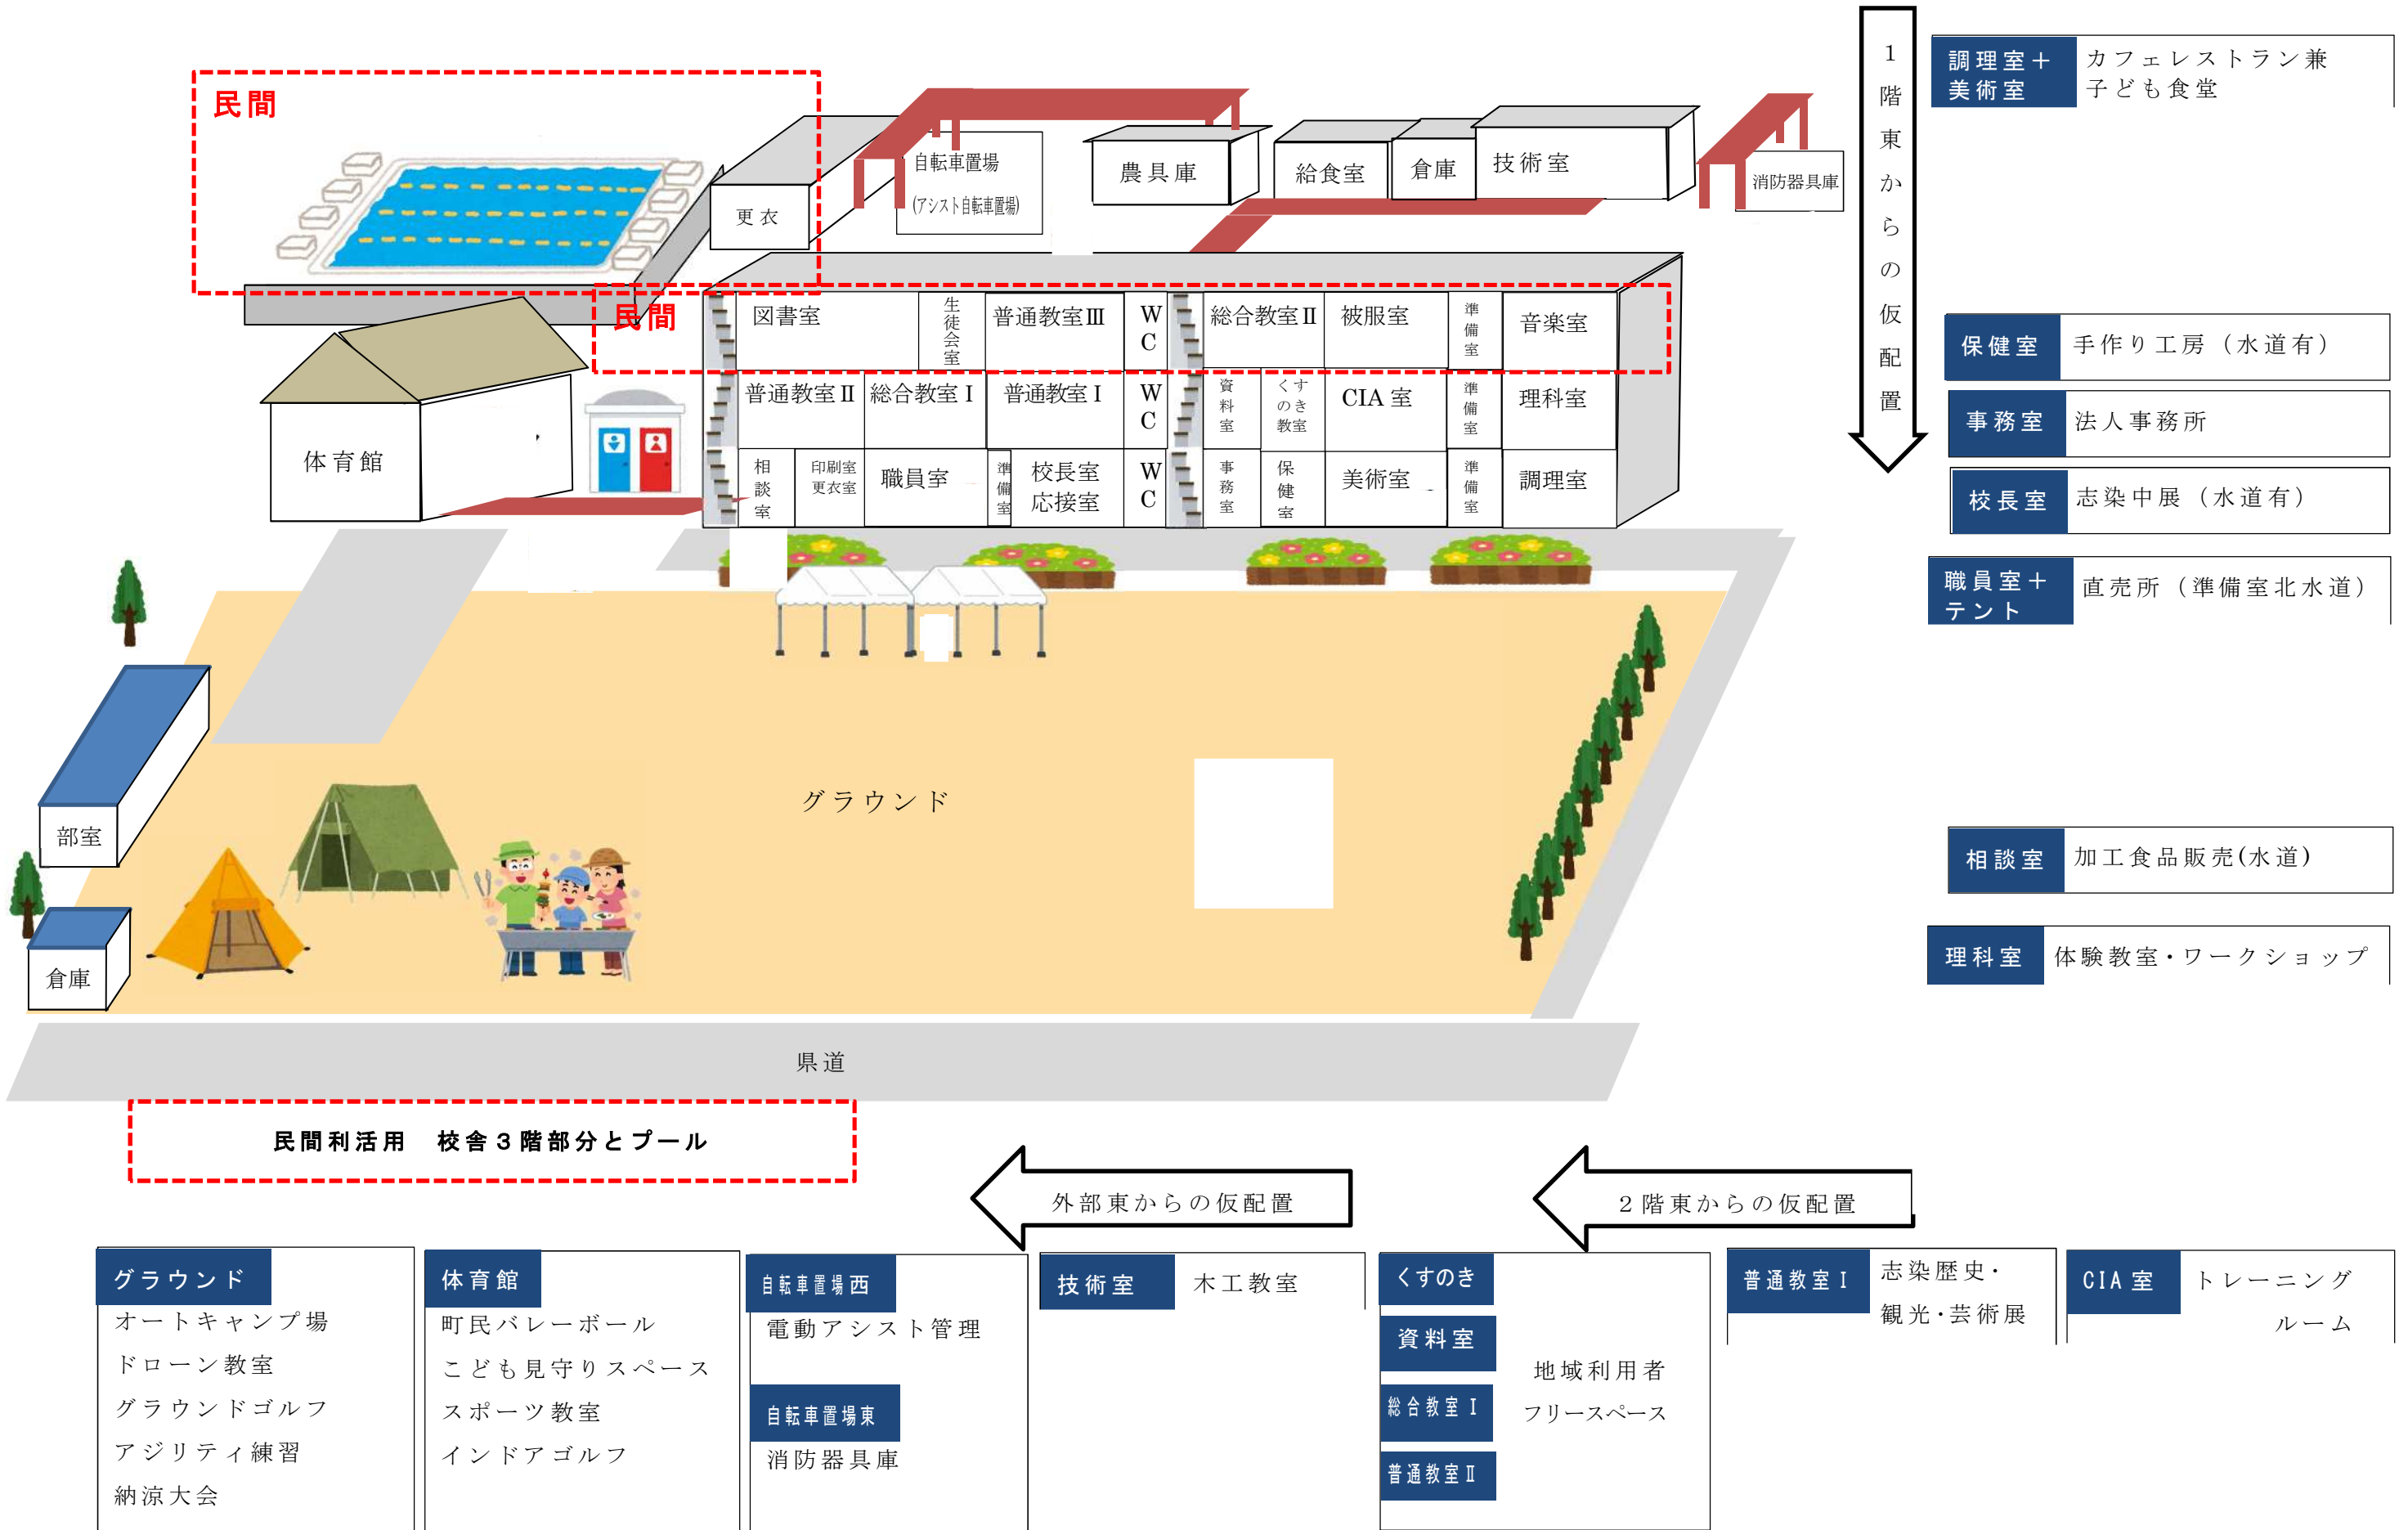 民間
自転車置場
(アシスト自転車置場)
農具庫
給食室
倉庫
技術室
消防器具庫
更衣
民間
図書室
生徒会室
普通教室Ⅲ
WC
総合教室Ⅱ
被服室
準備室
音楽室
普通教室Ⅱ
総合教室Ⅰ
普通教室Ⅰ
WC
資料室
くすのき教室
CIA 室
準備室
理科室
相談室
印刷室
更衣室
職員室
準備室
校長室
応接室
WC
事務室
保健室
美術室
準備室
調理室
体育館
グラウンド
部室
倉庫
県道
1階東からの仮配置
調理室＋
美術室
カフェレストラン兼
子ども食堂
保健室
手作り工房（水道有）
事務室
法人事務所
校長室
志染中展（水道有）
職員室＋
テント
直売所（準備室北水道）
相談室
加工食品販売(水道)
理科室
体験教室・ワークショップ
民間利活用　校舎３階部分とプール
外部東からの仮配置
２階東からの仮配置
グラウンド
オートキャンプ場
ドローン教室
グラウンドゴルフ
アジリティ練習
納涼大会
体育館
町民バレーボール
こども見守りスペース
スポーツ教室
インドアゴルフ
自転車置場西
電動アシスト管理
自転車置場東
消防器具庫
技術室
木工教室
くすのき
資料室
総合教室Ⅰ
普通教室Ⅱ
地域利用者
フリースペース
普通教室Ⅰ
志染歴史・
観光・芸術展
CIA 室
トレーニング
ルーム